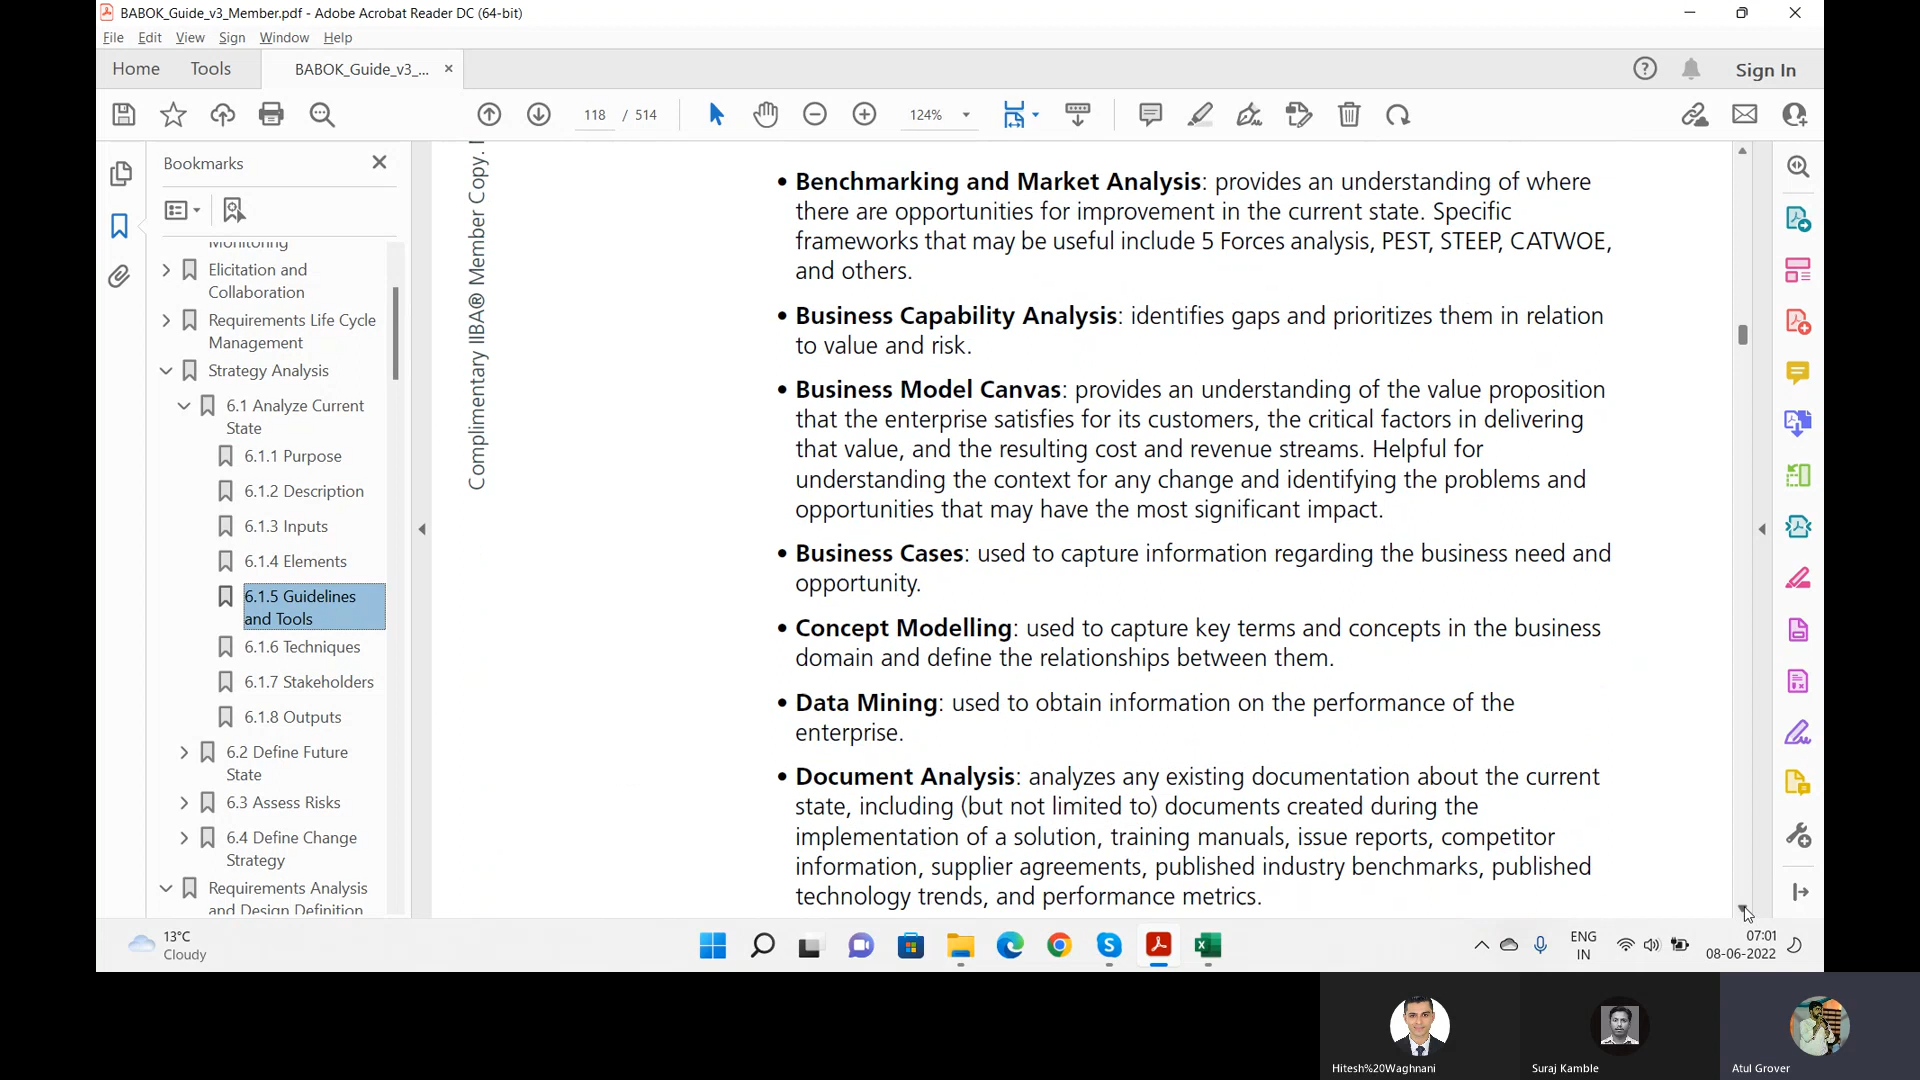 BABOK_Guide_v3_Member.pdf - Adobe Acrobat Reader DC (64-bit)
File Edit View Sign Window Help
Home Tools BABOK_Guide_v3_... × Sign In
118 / 514 124%
Bookmarks
Monitoring
Elicitation and
Collaboration
Requirements Life Cycle
Management
Strategy Analysis
6.1 Analyze Current
State
6.1.1 Purpose
6.1.2 Description
6.1.3 Inputs
6.1.4 Elements
6.1.5 Guidelines
and Tools
6.1.6 Techniques
6.1.7 Stakeholders
6.1.8 Outputs
6.2 Define Future
State
6.3 Assess Risks
6.4 Define Change
Strategy
Requirements Analysis
and Design Definition
Complimentary IIBA® Member Copy.
• Benchmarking and Market Analysis: provides an understanding of where
there are opportunities for improvement in the current state. Specific
frameworks that may be useful include 5 Forces analysis, PEST, STEEP, CATWOE,
and others.
• Business Capability Analysis: identifies gaps and prioritizes them in relation
to value and risk.
• Business Model Canvas: provides an understanding of the value proposition
that the enterprise satisfies for its customers, the critical factors in delivering
that value, and the resulting cost and revenue streams. Helpful for
understanding the context for any change and identifying the problems and
opportunities that may have the most significant impact.
• Business Cases: used to capture information regarding the business need and
opportunity.
• Concept Modelling: used to capture key terms and concepts in the business
domain and define the relationships between them.
• Data Mining: used to obtain information on the performance of the
enterprise.
• Document Analysis: analyzes any existing documentation about the current
state, including (but not limited to) documents created during the
implementation of a solution, training manuals, issue reports, competitor
information, supplier agreements, published industry benchmarks, published
technology trends, and performance metrics.
13°C
Cloudy
ENG
IN
07:01
08-06-2022
Hitesh%20Waghnani
Suraj Kamble
Atul Grover